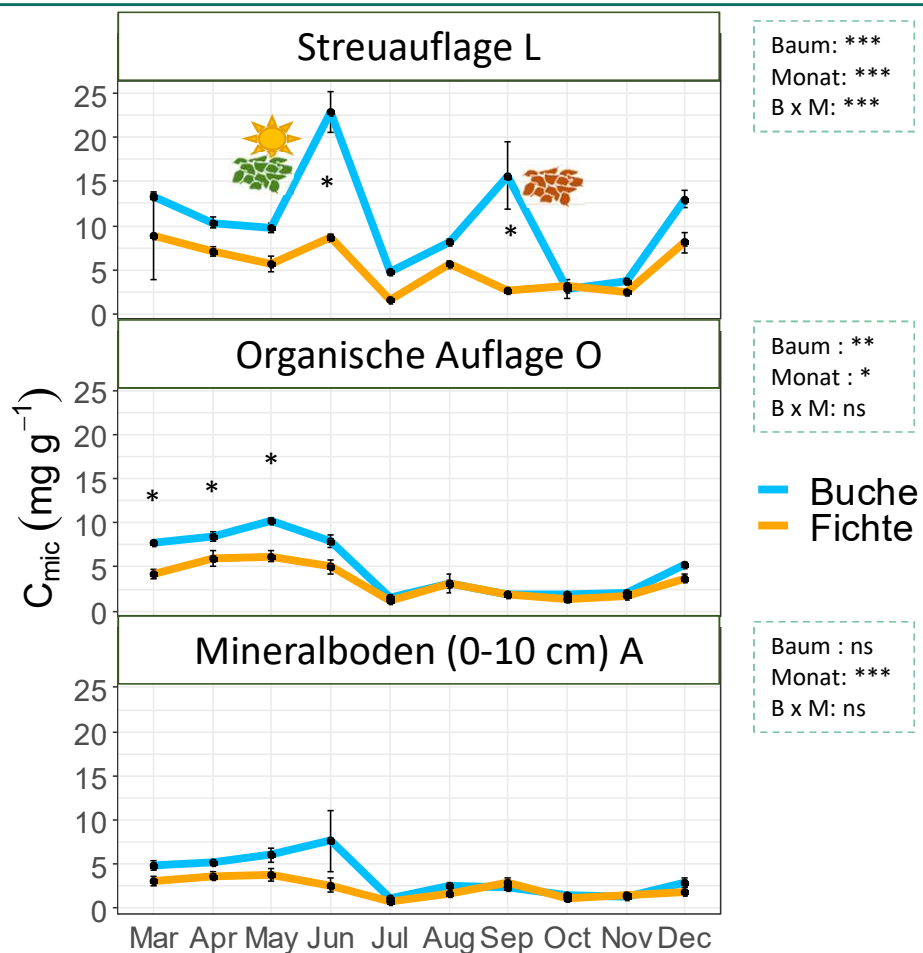 Streuauflage L
25
20
15
10
5
0
*
*
Baum: ***
Monat: ***
B x M: ***
Organische Auflage O
25
20
15
10
5
0
*
*
*
Baum : **
Monat : *
B x M: ns
C_mic (mg g⁻¹)
Buche
Fichte
Mineralboden (0-10 cm) A
25
20
15
10
5
0
Baum : ns
Monat: ***
B x M: ns
Mar Apr May Jun Jul Aug Sep Oct Nov Dec